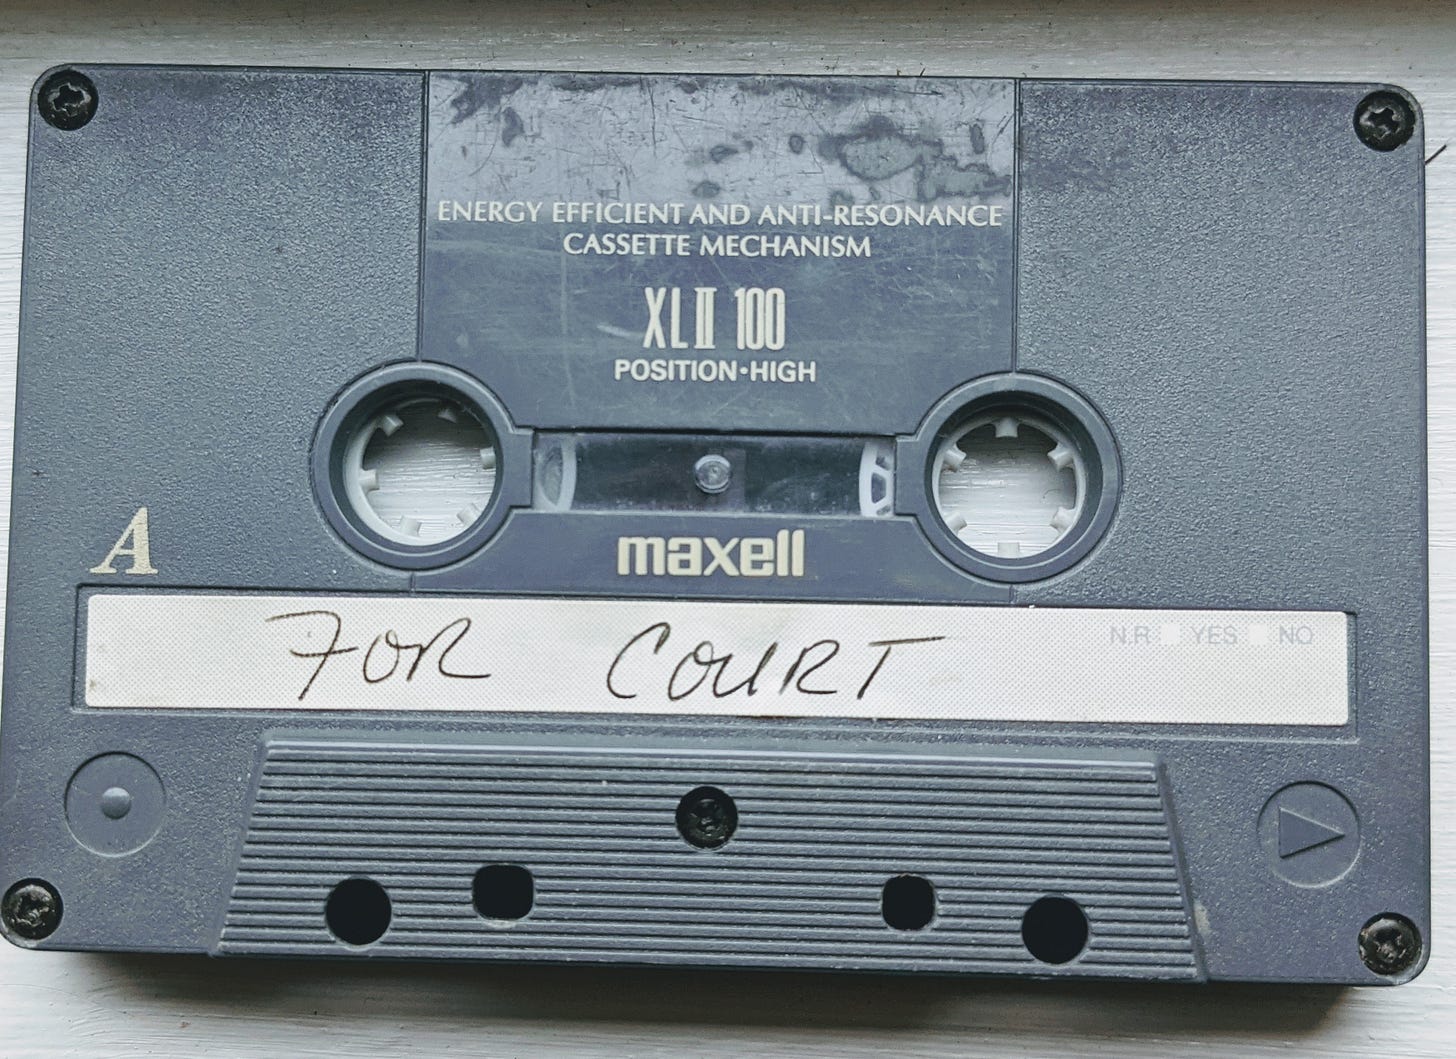 ENERGY EFFICIENT AND ANTI-RESONANCE
CASSETTE MECHANISM
XLII 100
POSITION·HIGH
maxell
A
FOR COURT
N.R YES NO